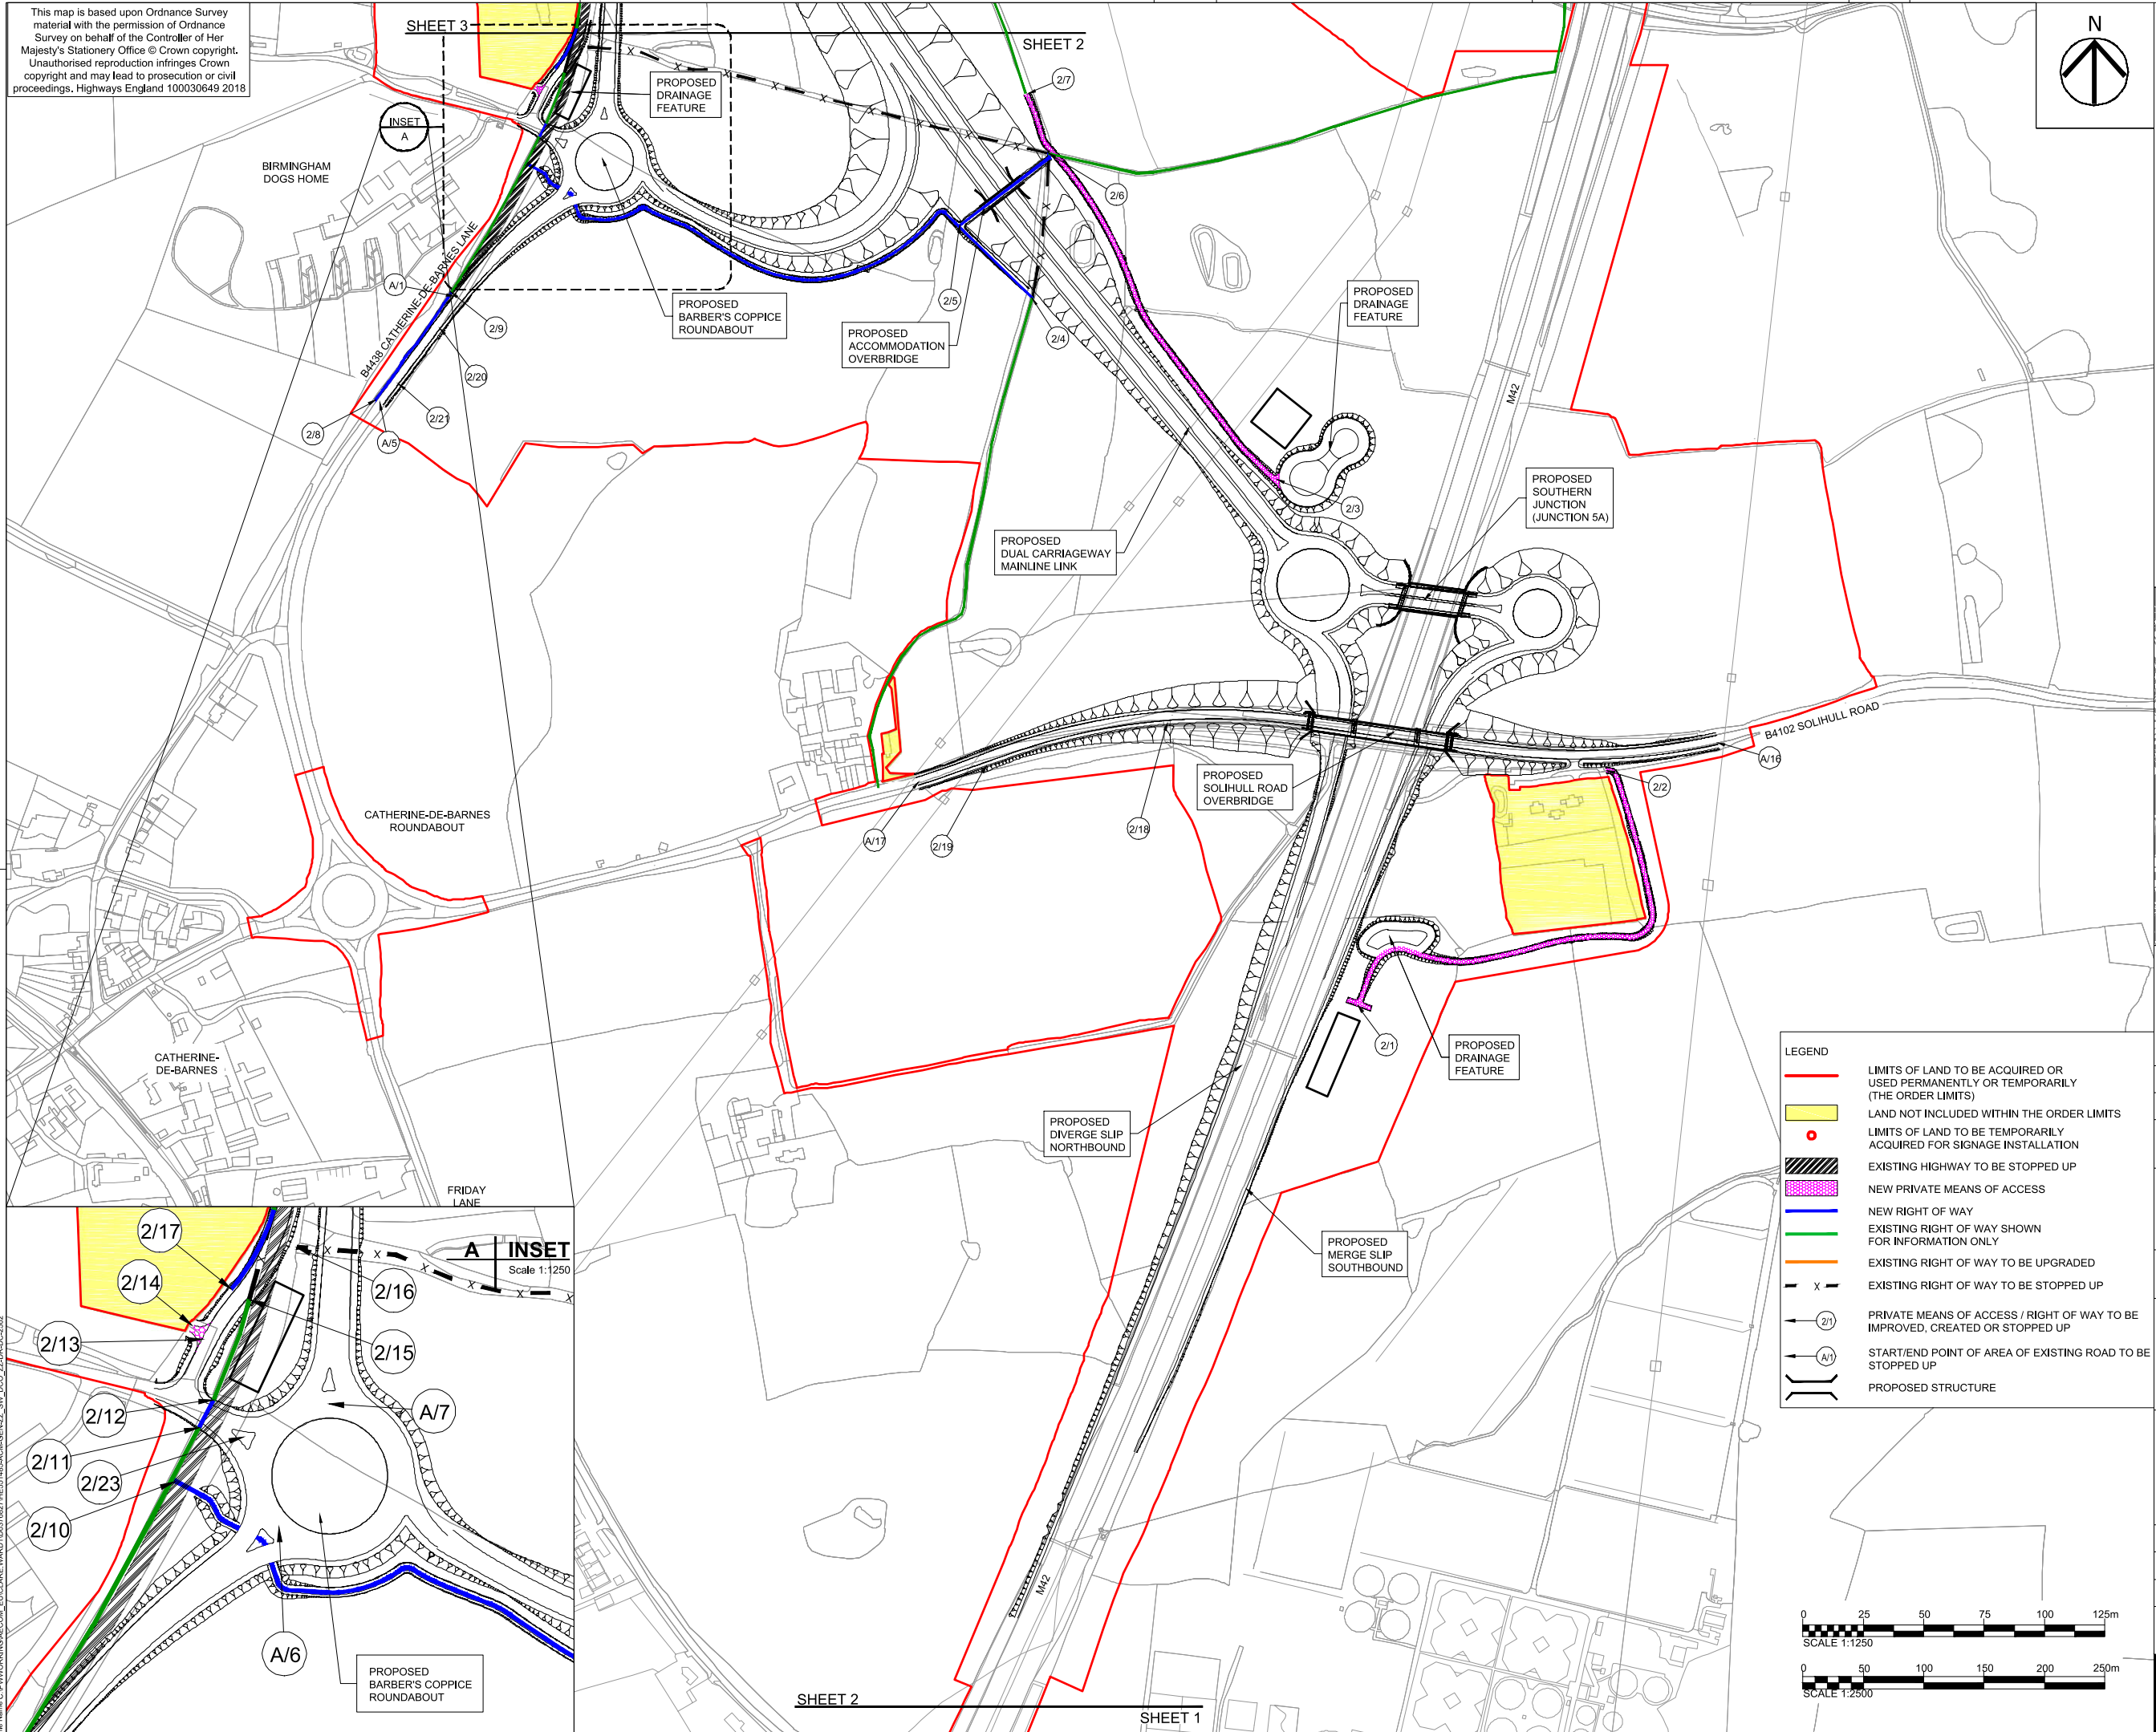 This map is based upon Ordnance Survey
material with the permission of Ordnance
Survey on behalf of the Controller of Her
Majesty's Stationery Office © Crown copyright.
Unauthorised reproduction infringes Crown
copyright and may lead to prosecution or civil
proceedings. Highways England 100030649 2018
SHEET 3
SHEET 2
N
2/7
PROPOSED
DRAINAGE
FEATURE
INSET
A
BIRMINGHAM
DOGS HOME
2/6
B4438 CATHERINE-DE-BARNES LANE
A/1
2/9
2/5
2/4
PROPOSED
BARBER'S COPPICE
ROUNDABOUT
PROPOSED
ACCOMMODATION
OVERBRIDGE
PROPOSED
DRAINAGE
FEATURE
2/20
2/21
2/8
A/5
M42
2/3
PROPOSED
SOUTHERN
JUNCTION
(JUNCTION 5A)
PROPOSED
DUAL CARRIAGEWAY
MAINLINE LINK
B4102 SOLIHULL ROAD
A/16
2/2
PROPOSED
SOLIHULL ROAD
OVERBRIDGE
2/18
A/17
2/19
CATHERINE-DE-BARNES
ROUNDABOUT
2/1
PROPOSED
DRAINAGE
FEATURE
CATHERINE-
DE-BARNES
PROPOSED
DIVERGE SLIP
NORTHBOUND
FRIDAY
LANE
PROPOSED
MERGE SLIP
SOUTHBOUND
M42
LEGEND
LIMITS OF LAND TO BE ACQUIRED OR
USED PERMANENTLY OR TEMPORARILY
(THE ORDER LIMITS)
LAND NOT INCLUDED WITHIN THE ORDER LIMITS
LIMITS OF LAND TO BE TEMPORARILY
ACQUIRED FOR SIGNAGE INSTALLATION
EXISTING HIGHWAY TO BE STOPPED UP
NEW PRIVATE MEANS OF ACCESS
NEW RIGHT OF WAY
EXISTING RIGHT OF WAY SHOWN
FOR INFORMATION ONLY
EXISTING RIGHT OF WAY TO BE UPGRADED
X
EXISTING RIGHT OF WAY TO BE STOPPED UP
2/1
PRIVATE MEANS OF ACCESS / RIGHT OF WAY TO BE
IMPROVED, CREATED OR STOPPED UP
A/1
START/END POINT OF AREA OF EXISTING ROAD TO BE
STOPPED UP
PROPOSED STRUCTURE
A INSET
Scale 1:1250
2/17
2/14
2/13
2/16
2/15
2/12
A/7
2/11
2/23
2/10
A/6
PROPOSED
BARBER'S COPPICE
ROUNDABOUT
SHEET 2
SHEET 1
0 25 50 75 100 125m
SCALE 1:1250
0 50 100 150 200 250m
SCALE 1:2500